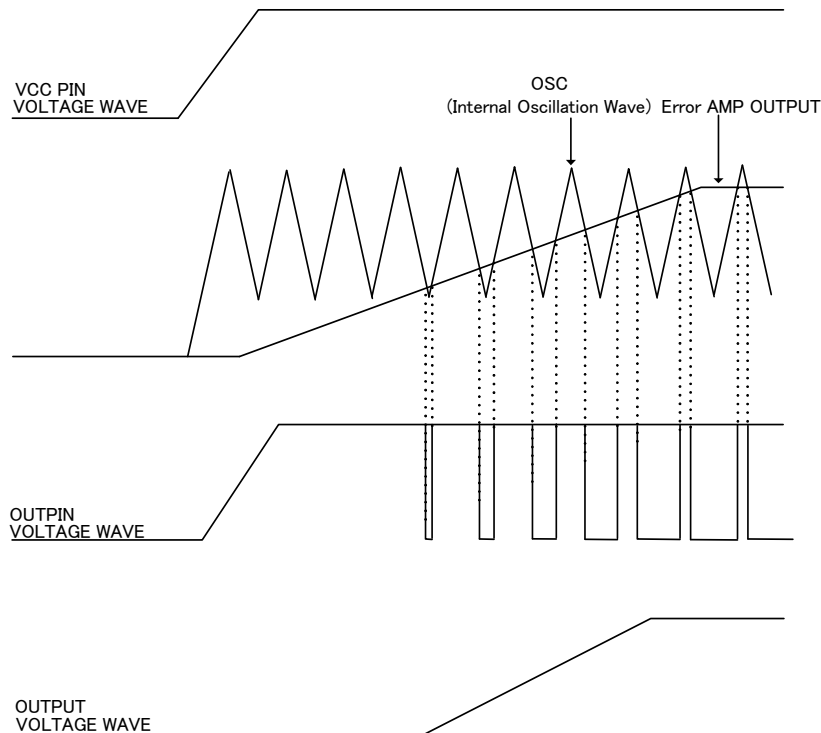 VCC PIN
VOLTAGE WAVE
OSC
(Internal Oscillation Wave) Error AMP OUTPUT
OUTPIN
VOLTAGE WAVE
OUTPUT
VOLTAGE WAVE